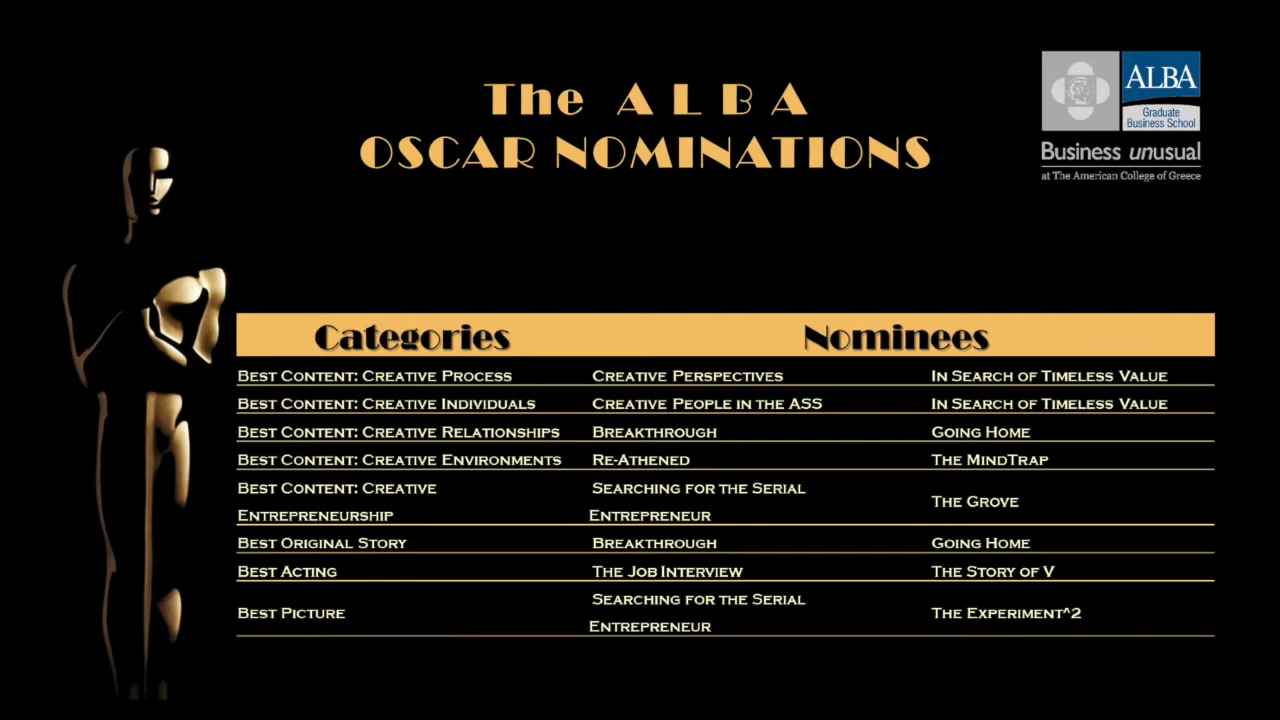 The ALBA
OSCAR NOMINATIONS
ALBA
Graduate
Business School
Business unusual
at The American College of Greece
Categories Nominees
Best Content: Creative Process Creative Perspectives In Search of Timeless Value
Best Content: Creative Individuals Creative People in the ASS In Search of Timeless Value
Best Content: Creative Relationships Breakthrough Going Home
Best Content: Creative Environments Re-Athened The MindTrap
Best Content: Creative Searching for the Serial
The Grove
Entrepreneurship Entrepreneur
Best Original Story Breakthrough Going Home
Best Acting The Job Interview The Story of V
Searching for the Serial
Best Picture The Experiment^2
Entrepreneur